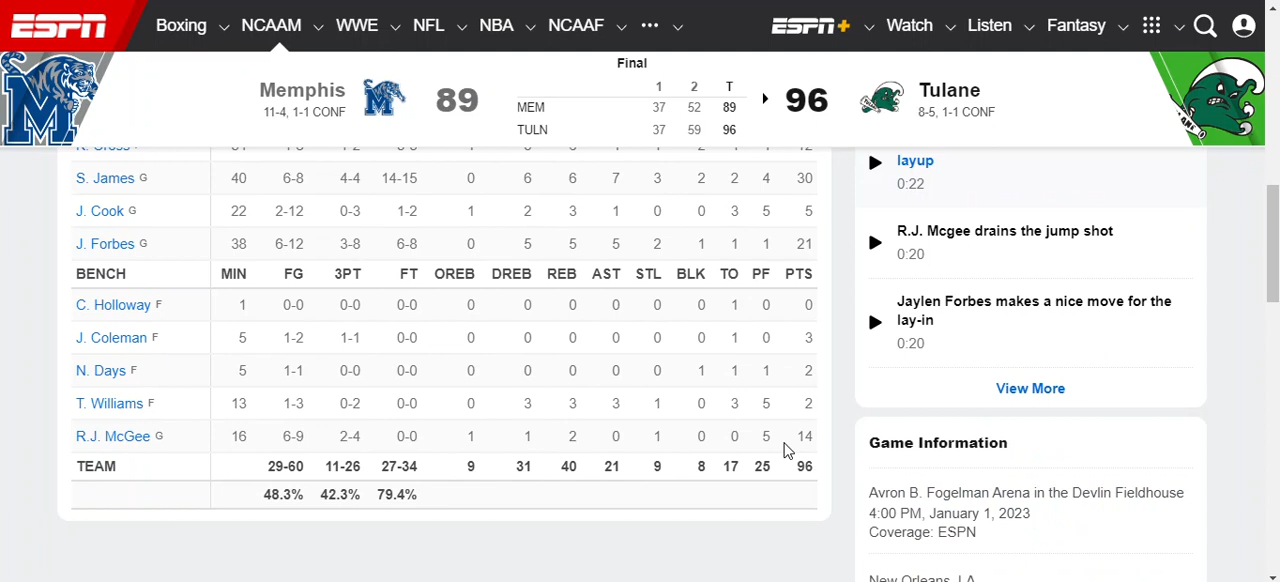 ESPN Boxing NCAAM WWE NFL NBA NCAAF ••• ESPN+ Watch Listen Fantasy
Final
Memphis 89 1 2 T 96 Tulane
11-4, 1-1 CONF MEM 37 52 89 8-5, 1-1 CONF
TULN 37 59 96
S. James G 40 6-8 4-4 14-15 0 6 6 7 3 2 2 4 30
J. Cook G 22 2-12 0-3 1-2 1 2 3 1 0 0 3 5 5
J. Forbes G 38 6-12 3-8 6-8 0 5 5 5 2 1 1 1 21
BENCH MIN FG 3PT FT OREB DREB REB AST STL BLK TO PF PTS
C. Holloway F 1 0-0 0-0 0-0 0 0 0 0 0 0 1 0 0
J. Coleman F 5 1-2 1-1 0-0 0 0 0 0 0 0 1 0 3
N. Days F 5 1-1 0-0 0-0 0 0 0 0 0 1 1 1 2
T. Williams F 13 1-3 0-2 0-0 0 3 3 3 1 0 3 5 2
R.J. McGee G 16 6-9 2-4 0-0 1 1 2 0 1 0 0 5 14
TEAM 29-60 11-26 27-34 9 31 40 21 9 8 17 25 96
48.3% 42.3% 79.4%
layup
0:22
R.J. Mcgee drains the jump shot
0:20
Jaylen Forbes makes a nice move for the
lay-in
0:20
View More
Game Information
Avron B. Fogelman Arena in the Devlin Fieldhouse
4:00 PM, January 1, 2023
Coverage: ESPN
New Orleans, LA